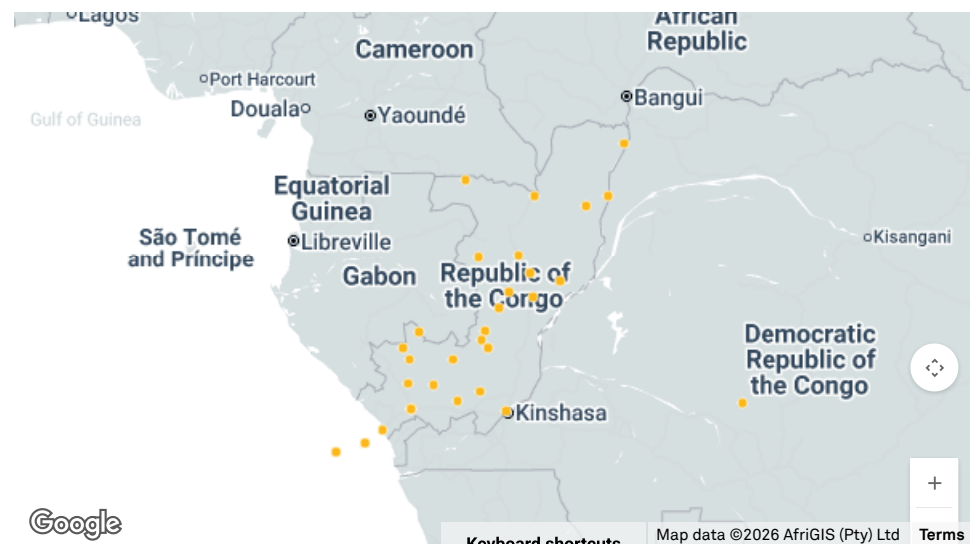 Lagos
African
Republic
Cameroon
Port Harcourt
Bangui
Douala
Yaoundé
Gulf of Guinea
Equatorial
Guinea
São Tomé
and Príncipe
Libreville
Kisangani
Gabon
Republic of
the Congo
Democratic
Republic of
the Congo
Kinshasa
Google
Keyboard shortcuts
Map data ©2026 AfriGIS (Pty) Ltd
Terms